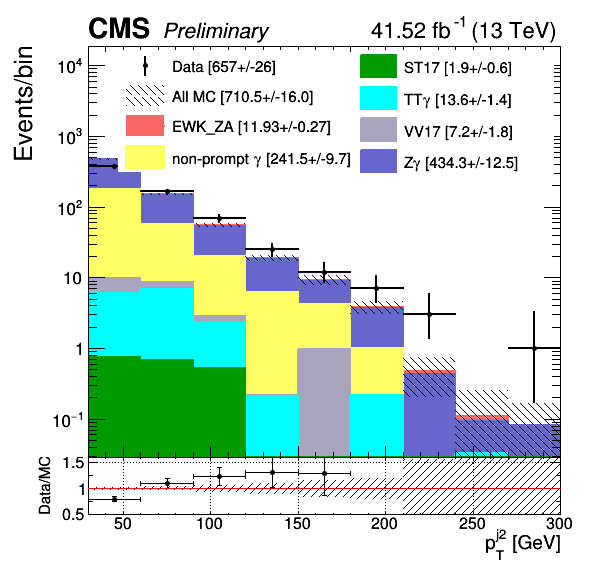 CMS Preliminary 41.52 fb⁻¹ (13 TeV)
Events/bin
Data [657+/-26]
All MC [710.5+/-16.0]
EWK_ZA [11.93+/-0.27]
non-prompt γ [241.5+/-9.7]
ST17 [1.9+/-0.6]
TTγ [13.6+/-1.4]
VV17 [7.2+/-1.8]
Zγ [434.3+/-12.5]
10⁴
10³
10²
10
1
10⁻¹
Data/MC
1.5
1
0.5
50 100 150 200 250 300
p_T^{j2} [GeV]